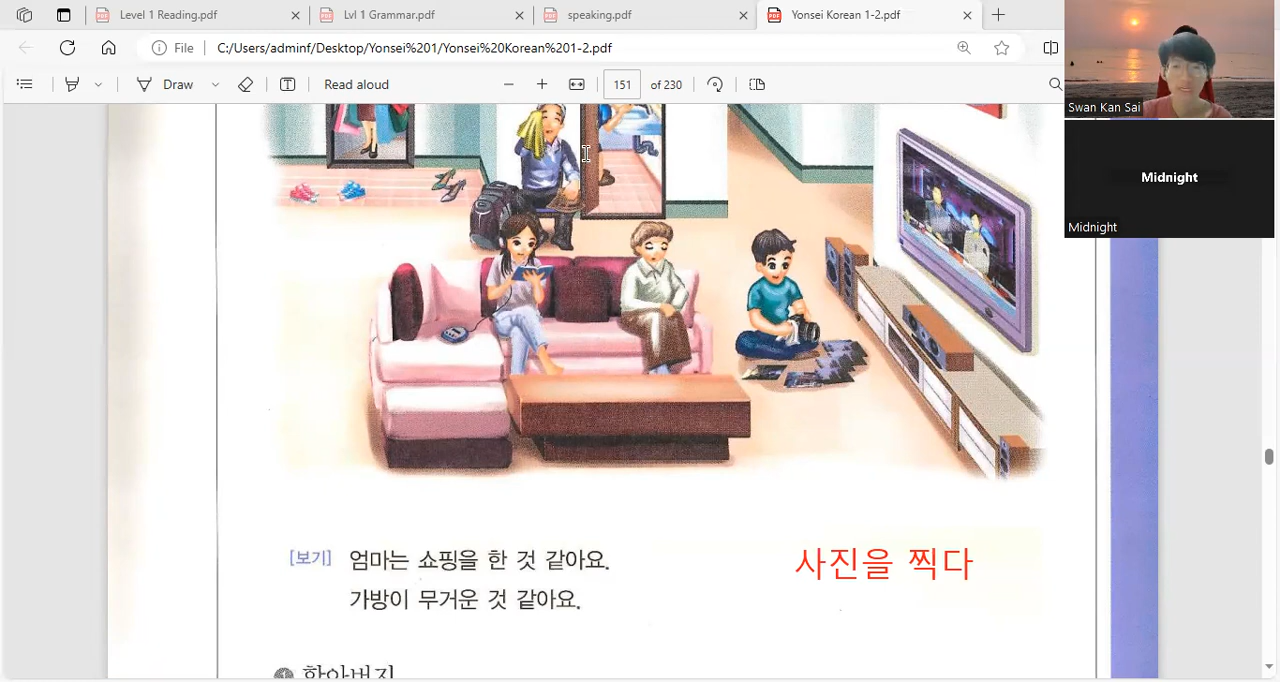 Level 1 Reading.pdf
Lvl 1 Grammar.pdf
speaking.pdf
Yonsei Korean 1-2.pdf
File
C:/Users/adminf/Desktop/Yonsei%201/Yonsei%20Korean%201-2.pdf
Draw
Read aloud
151
of 230
Swan Kan Sai
Midnight
Midnight
[보기] 엄마는 쇼핑을 한 것 같아요.
가방이 무거운 것 같아요.
사진을 찍다